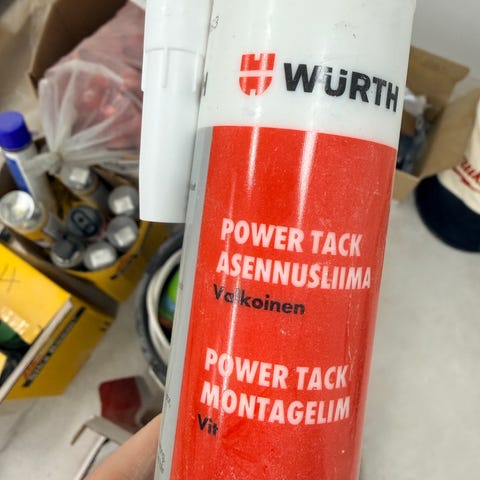 WÜRTH
POWER TACK
ASENNUSLIIMA
Valkoinen
POWER TACK
MONTAGELIM
Vit